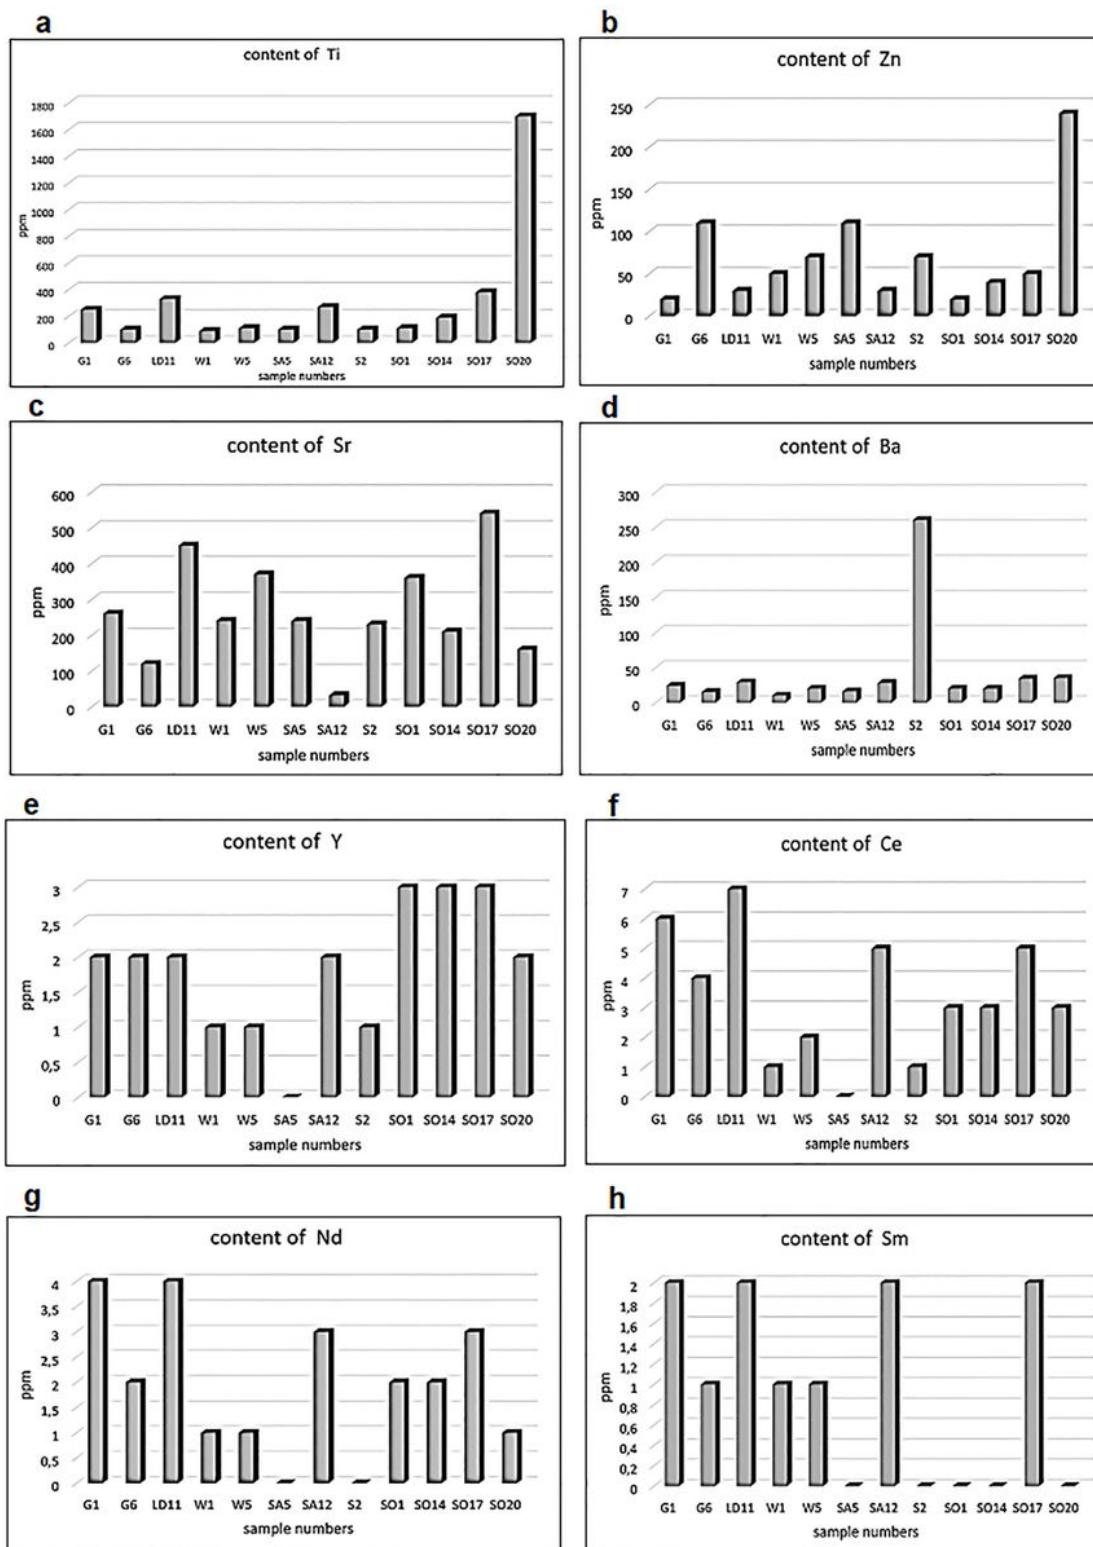 a
content of Ti
1800
1600
1400
1200
1000
800
600
400
200
0
ppm
G1 G6 LD11 W1 W5 SA5 SA12 S2 SO1 SO14 SO17 SO20
sample numbers
b
content of Zn
250
200
150
100
50
0
ppm
G1 G6 LD11 W1 W5 SA5 SA12 S2 SO1 SO14 SO17 SO20
sample numbers
c
content of Sr
600
500
400
300
200
100
0
ppm
G1 G6 LD11 W1 W5 SA5 SA12 S2 SO1 SO14 SO17 SO20
sample numbers
d
content of Ba
300
250
200
150
100
50
0
ppm
G1 G6 LD11 W1 W5 SA5 SA12 S2 SO1 SO14 SO17 SO20
sample numbers
e
content of Y
3
2,5
2
1,5
1
0,5
0
ppm
G1 G6 LD11 W1 W5 SA5 SA12 S2 SO1 SO14 SO17 SO20
sample numbers
f
content of Ce
7
6
5
4
3
2
1
0
ppm
G1 G6 LD11 W1 W5 SA5 SA12 S2 SO1 SO14 SO17 SO20
sample numbers
g
content of Nd
4
3,5
3
2,5
2
1,5
1
0,5
0
ppm
G1 G6 LD11 W1 W5 SA5 SA12 S2 SO1 SO14 SO17 SO20
sample numbers
h
content of Sm
2
1,8
1,6
1,4
1,2
1
0,8
0,6
0,4
0,2
0
ppm
G1 G6 LD11 W1 W5 SA5 SA12 S2 SO1 SO14 SO17 SO20
sample numbers